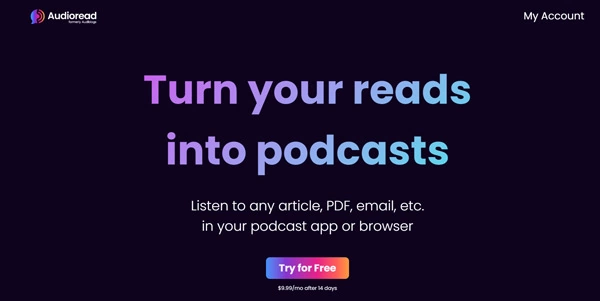 Audioread
formerly Audiblogs
My Account
Turn your reads
into podcasts
Listen to any article, PDF, email, etc.
in your podcast app or browser
Try for Free
$9.99/mo after 14 days